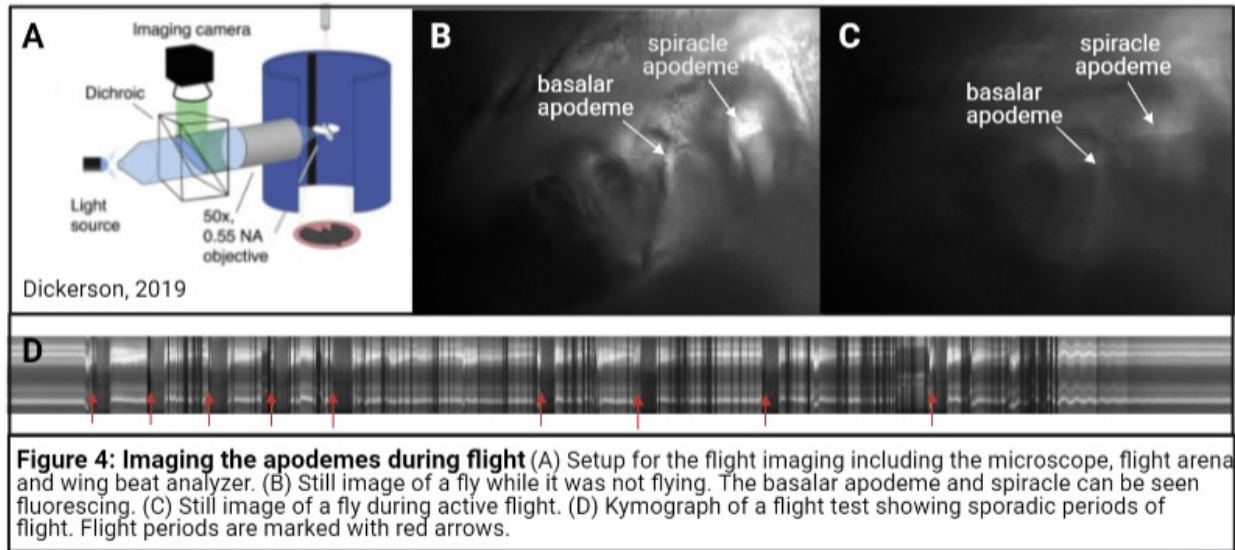 A
Imaging camera
Dichroic
Light
source
50x,
0.55 NA
objective
Dickerson, 2019
B
spiracle
apodeme
basalar
apodeme
C
spiracle
apodeme
basalar
apodeme
D
Figure 4: Imaging the apodemes during flight (A) Setup for the flight imaging including the microscope, flight arena
and wing beat analyzer. (B) Still image of a fly while it was not flying. The basalar apodeme and spiracle can be seen
fluorescing. (C) Still image of a fly during active flight. (D) Kymograph of a flight test showing sporadic periods of
flight. Flight periods are marked with red arrows.